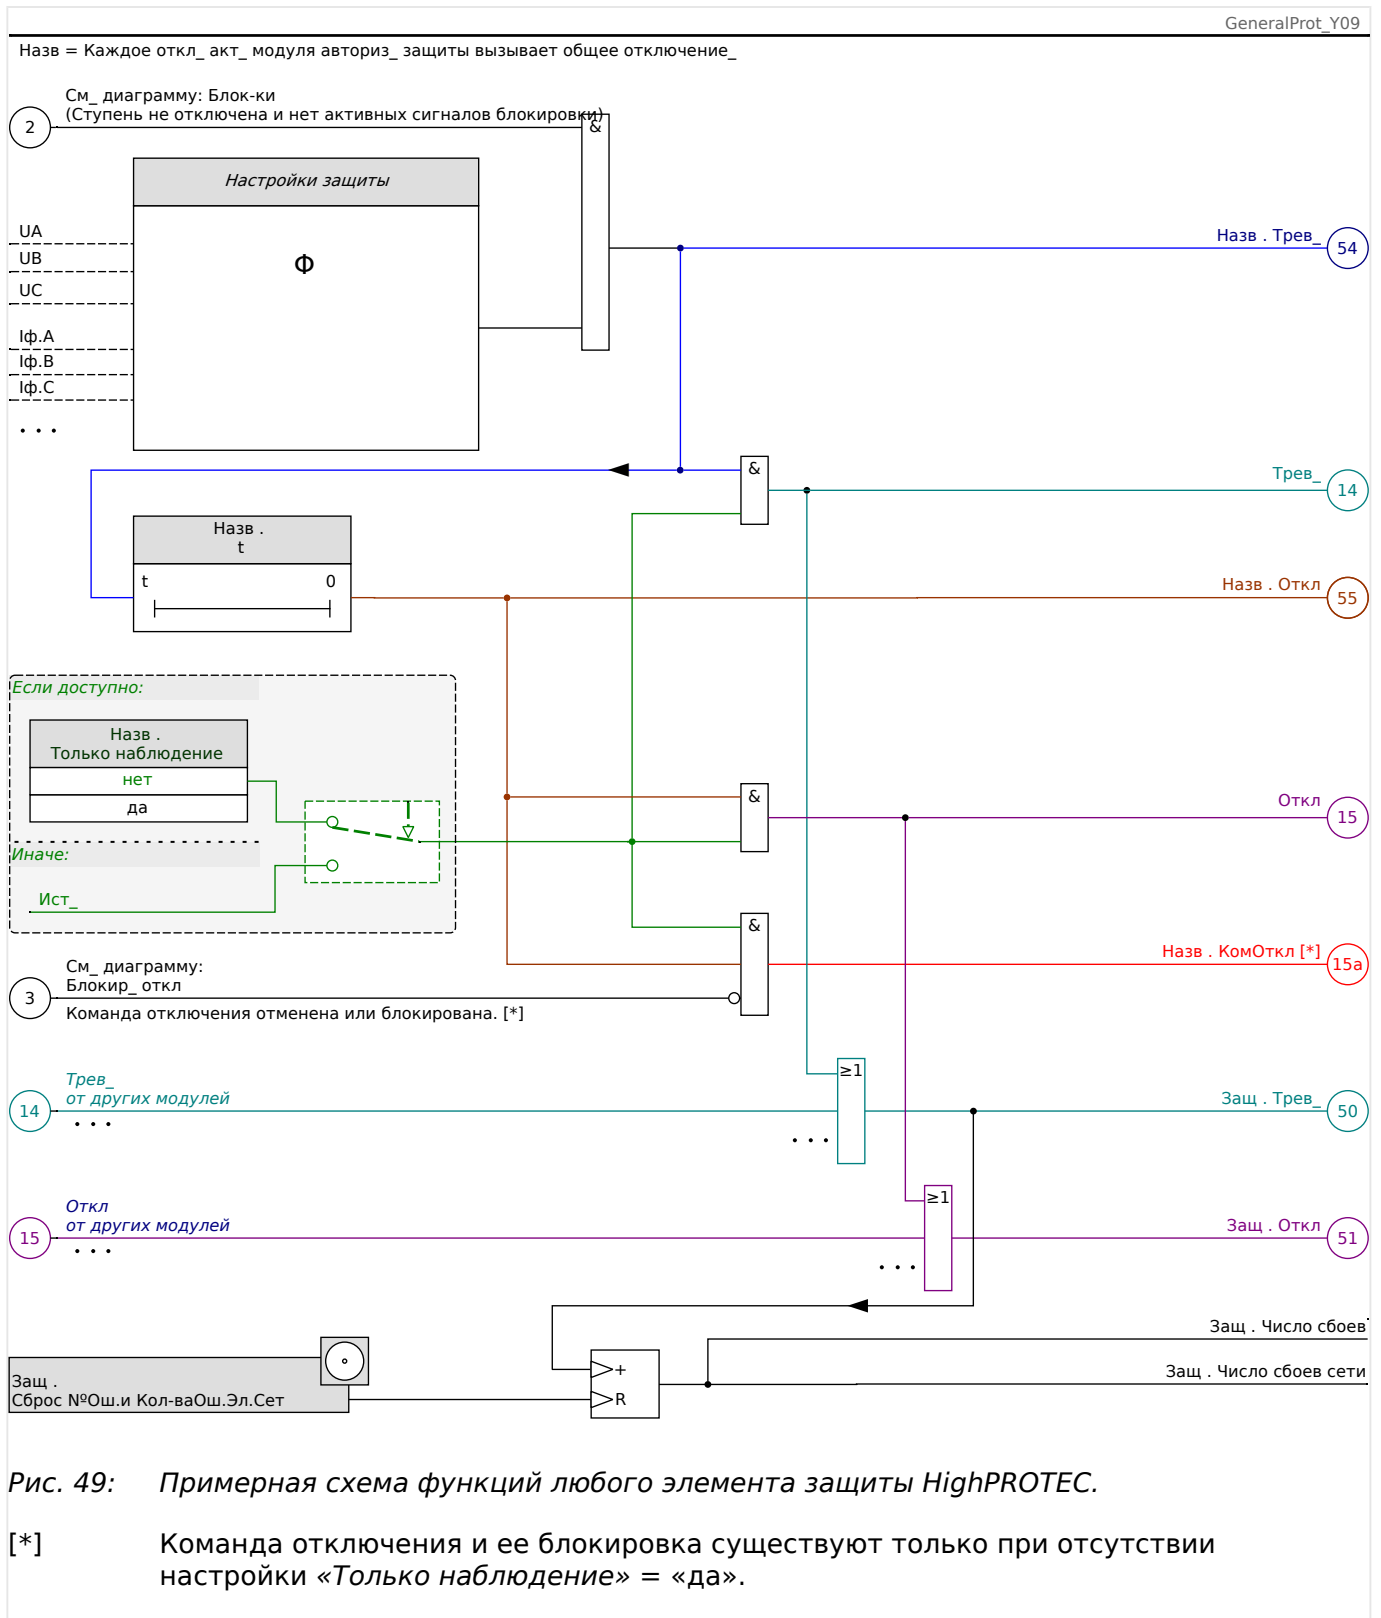 GeneralProt_Y09
Назв = Каждое откл_ акт_ модуля авториз_ защиты вызывает общее отключение_
См_ диаграмму: Блок-ки
(Ступень не отключена и нет активных сигналов блокировки)
2
&
Настройки защиты
Φ
UA
UB
UC
Iф.A
Iф.B
Iф.C
. . .
Назв . Трев_
54
&
Трев_
14
Назв .
t
t 0
Назв . Откл
55
Если доступно:
Назв .
Только наблюдение
нет
да
Иначе:
Ист_
&
Откл
15
&
Назв . КомОткл [*]
15a
См_ диаграмму:
Блокир_ откл
3
Команда отключения отменена или блокирована. [*]
Трев_
от других модулей
14
. . .
≥1
. . .
Защ . Трев_
50
Откл
от других модулей
15
. . .
≥1
. . .
Защ . Откл
51
Защ . Число сбоев
Защ . Число сбоев сети
+
R
Защ .
Сброс №Ош.и Кол-ваОш.Эл.Сет
Рис. 49: Примерная схема функций любого элемента защиты HighPROTEC.
[*] Команда отключения и ее блокировка существуют только при отсутствии
настройки «Только наблюдение» = «да».